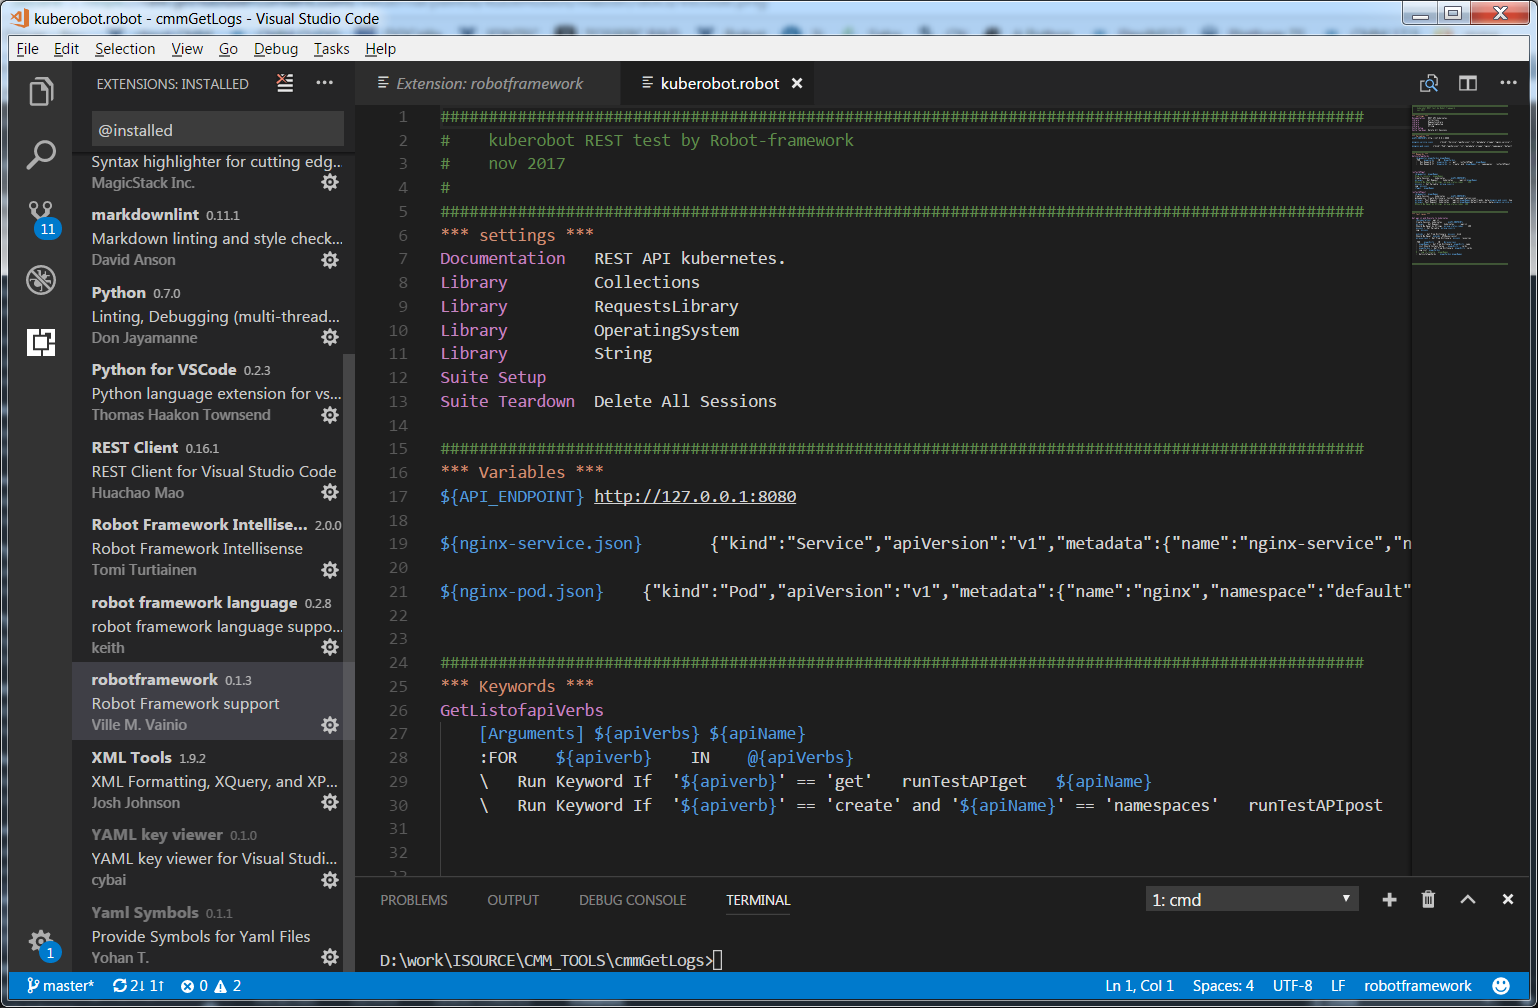 kuberobot.robot - cmmGetLogs - Visual Studio Code
File Edit Selection View Go Debug Tasks Help
EXTENSIONS: INSTALLED
@installed
Syntax highlighter for cutting edg...
MagicStack Inc.
markdownlint 0.11.1
Markdown linting and style check...
David Anson
Python 0.7.0
Linting, Debugging (multi-thread...
Don Jayamanne
Python for VSCode 0.2.3
Python language extension for vs...
Thomas Haakon Townsend
REST Client 0.16.1
REST Client for Visual Studio Code
Huachao Mao
Robot Framework Intellise... 2.0.0
Robot Framework Intellisense
Tomi Turtiainen
robot framework language 0.2.8
robot framework language suppo...
keith
robotframework 0.1.3
Robot Framework support
Ville M. Vainio
XML Tools 1.9.2
XML Formatting, XQuery, and XP...
Josh Johnson
YAML key viewer 0.1.0
YAML key viewer for Visual Studi...
cybai
Yaml Symbols 0.1.1
Provide Symbols for Yaml Files
Yohan T.
11
1
Extension: robotframework
kuberobot.robot
1 ################################################################################################
2 #    kuberobot REST test by Robot-framework
3 #    nov 2017
4 #
5 ################################################################################################
6 *** settings ***
7 Documentation   REST API kubernetes.
8 Library         Collections
9 Library         RequestsLibrary
10 Library         OperatingSystem
11 Library         String
12 Suite Setup
13 Suite Teardown  Delete All Sessions
14
15 ################################################################################################
16 *** Variables ***
17 ${API_ENDPOINT} http://127.0.0.1:8080
18
19 ${nginx-service.json}       {"kind":"Service","apiVersion":"v1","metadata":{"name":"nginx-service","n
20
21 ${nginx-pod.json}    {"kind":"Pod","apiVersion":"v1","metadata":{"name":"nginx","namespace":"default"
22
23
24 ################################################################################################
25 *** Keywords ***
26 GetListofapiVerbs
27     [Arguments] ${apiVerbs} ${apiName}
28     :FOR    ${apiverb}    IN    @{apiVerbs}
29     \   Run Keyword If  '${apiverb}' == 'get'   runTestAPIget   ${apiName}
30     \   Run Keyword If  '${apiverb}' == 'create' and '${apiName}' == 'namespaces'   runTestAPIpost
31
32
PROBLEMS OUTPUT DEBUG CONSOLE TERMINAL
1: cmd
D:\work\ISOURCE\CMM_TOOLS\cmmGetLogs>
master* 2↓ 1↑ 0 2
Ln 1, Col 1 Spaces: 4 UTF-8 LF robotframework